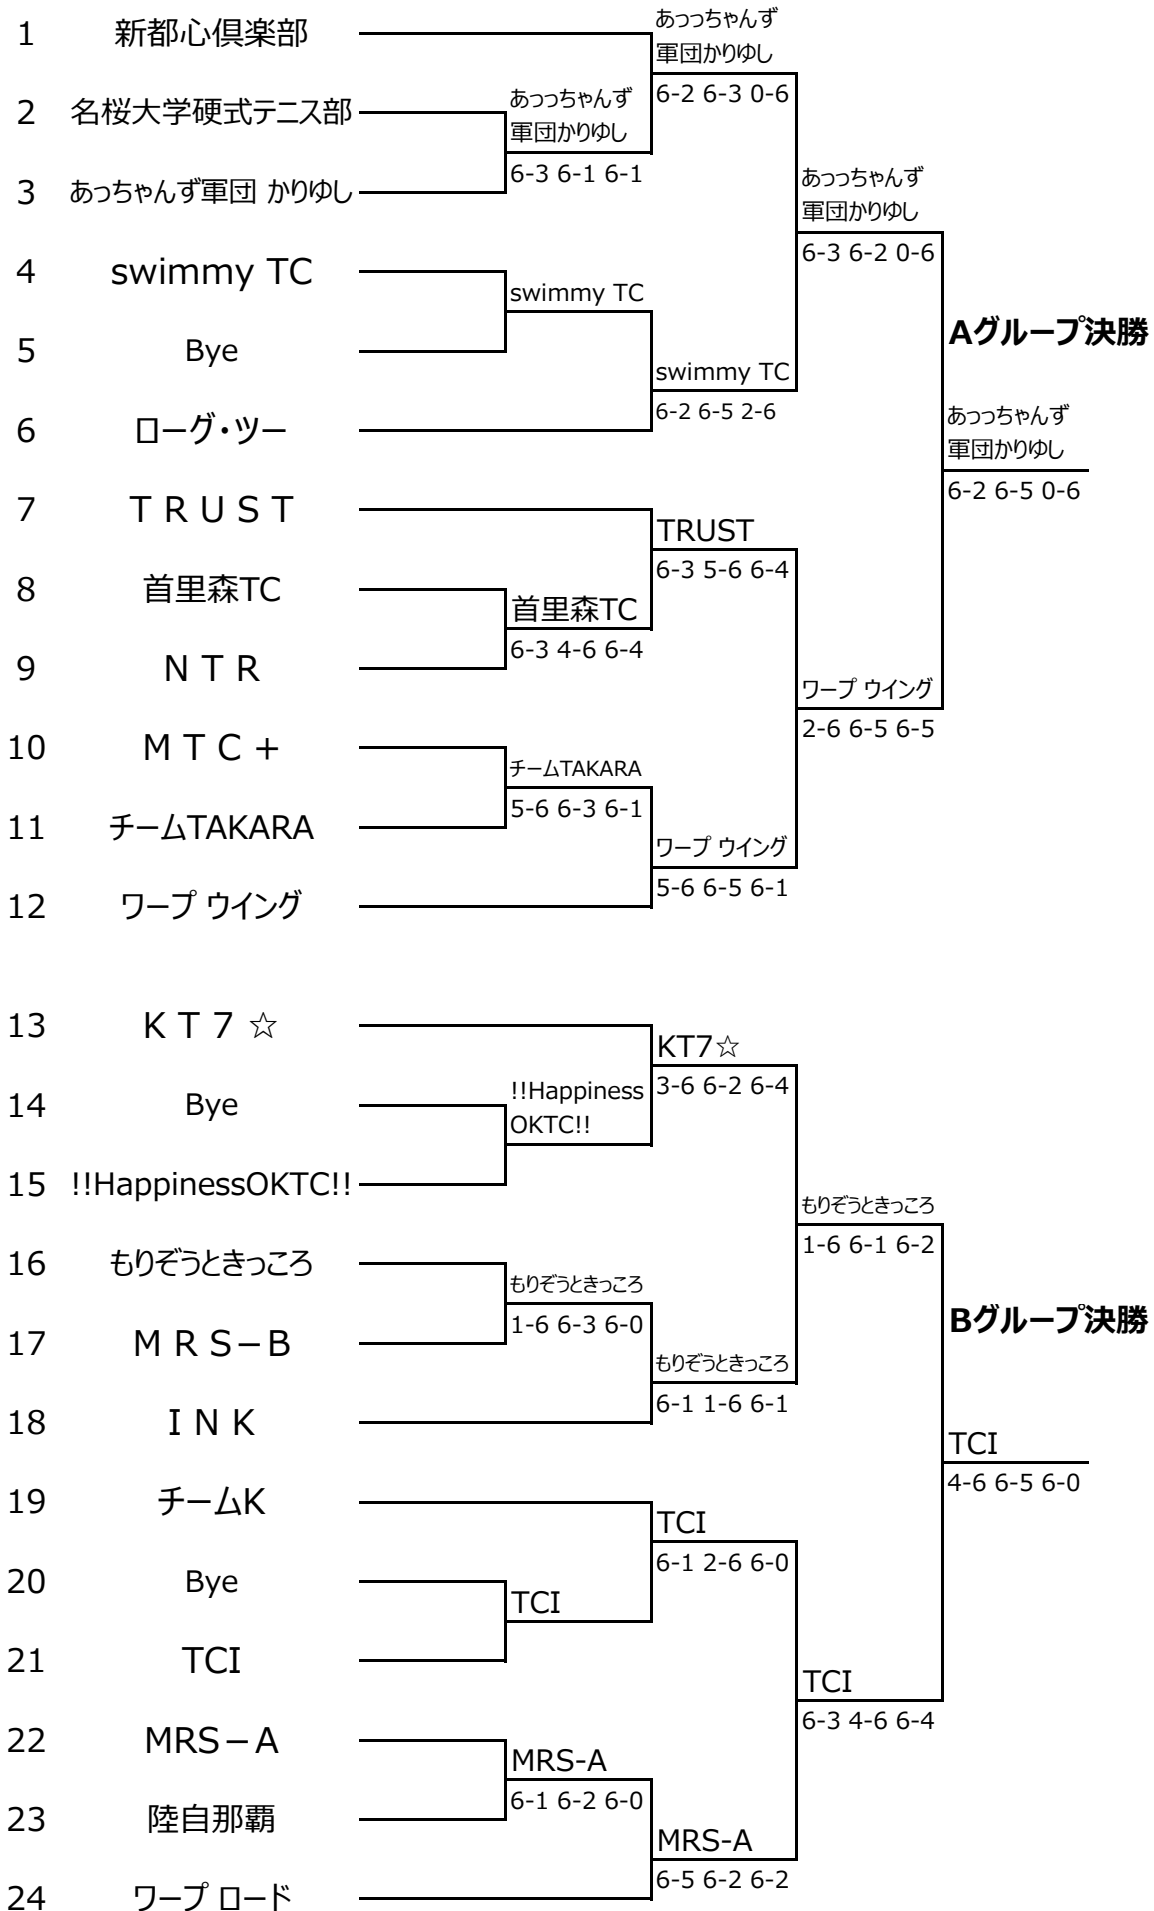 1 新都心倶楽部
あっっちゃんず
軍団かりゆし
6-2 6-3 0-6
2 名桜大学硬式テニス部
あっっちゃんず
軍団かりゆし
6-3 6-1 6-1
3 あっちゃんず軍団 かりゆし
あっっちゃんず
軍団かりゆし
6-3 6-2 0-6
4 swimmy TC
swimmy TC
5 Bye
swimmy TC
6-2 6-5 2-6
6 ローグ・ツー
Aグループ決勝
あっっちゃんず
軍団かりゆし
6-2 6-5 0-6
7 T R U S T
TRUST
6-3 5-6 6-4
8 首里森TC
首里森TC
6-3 4-6 6-4
9 N T R
ワープ ウイング
2-6 6-5 6-5
10 M T C +
チームTAKARA
5-6 6-3 6-1
11 チームTAKARA
ワープ ウイング
5-6 6-5 6-1
12 ワープ ウイング
13 K T 7 ☆
KT7☆
3-6 6-2 6-4
14 Bye
!!Happiness
OKTC!!
15 !!HappinessOKTC!!
もりぞうときっころ
1-6 6-1 6-2
16 もりぞうときっころ
もりぞうときっころ
1-6 6-3 6-0
17 M R S－B
もりぞうときっころ
6-1 1-6 6-1
18 I N K
Bグループ決勝
TCI
4-6 6-5 6-0
19 チームK
TCI
6-1 2-6 6-0
20 Bye
TCI
21 TCI
TCI
6-3 4-6 6-4
22 MRS－A
MRS-A
6-1 6-2 6-0
23 陸自那覇
MRS-A
6-5 6-2 6-2
24 ワープ ロード